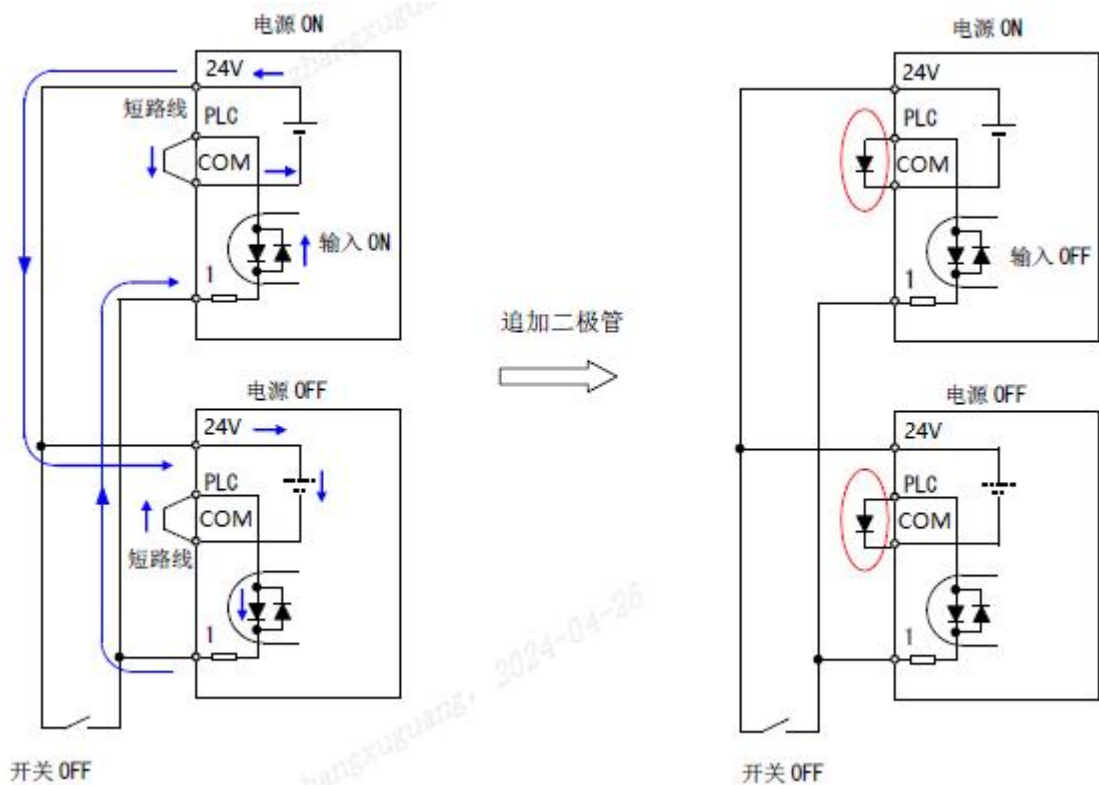 电源 ON
24V
短路线
PLC
COM
输入 ON
1
电源 OFF
24V
PLC
COM
短路线
1
开关 OFF
追加二极管
电源 ON
24V
PLC
COM
输入 OFF
1
电源 OFF
24V
PLC
COM
1
开关 OFF
zhangxuguang, 2024-04-26